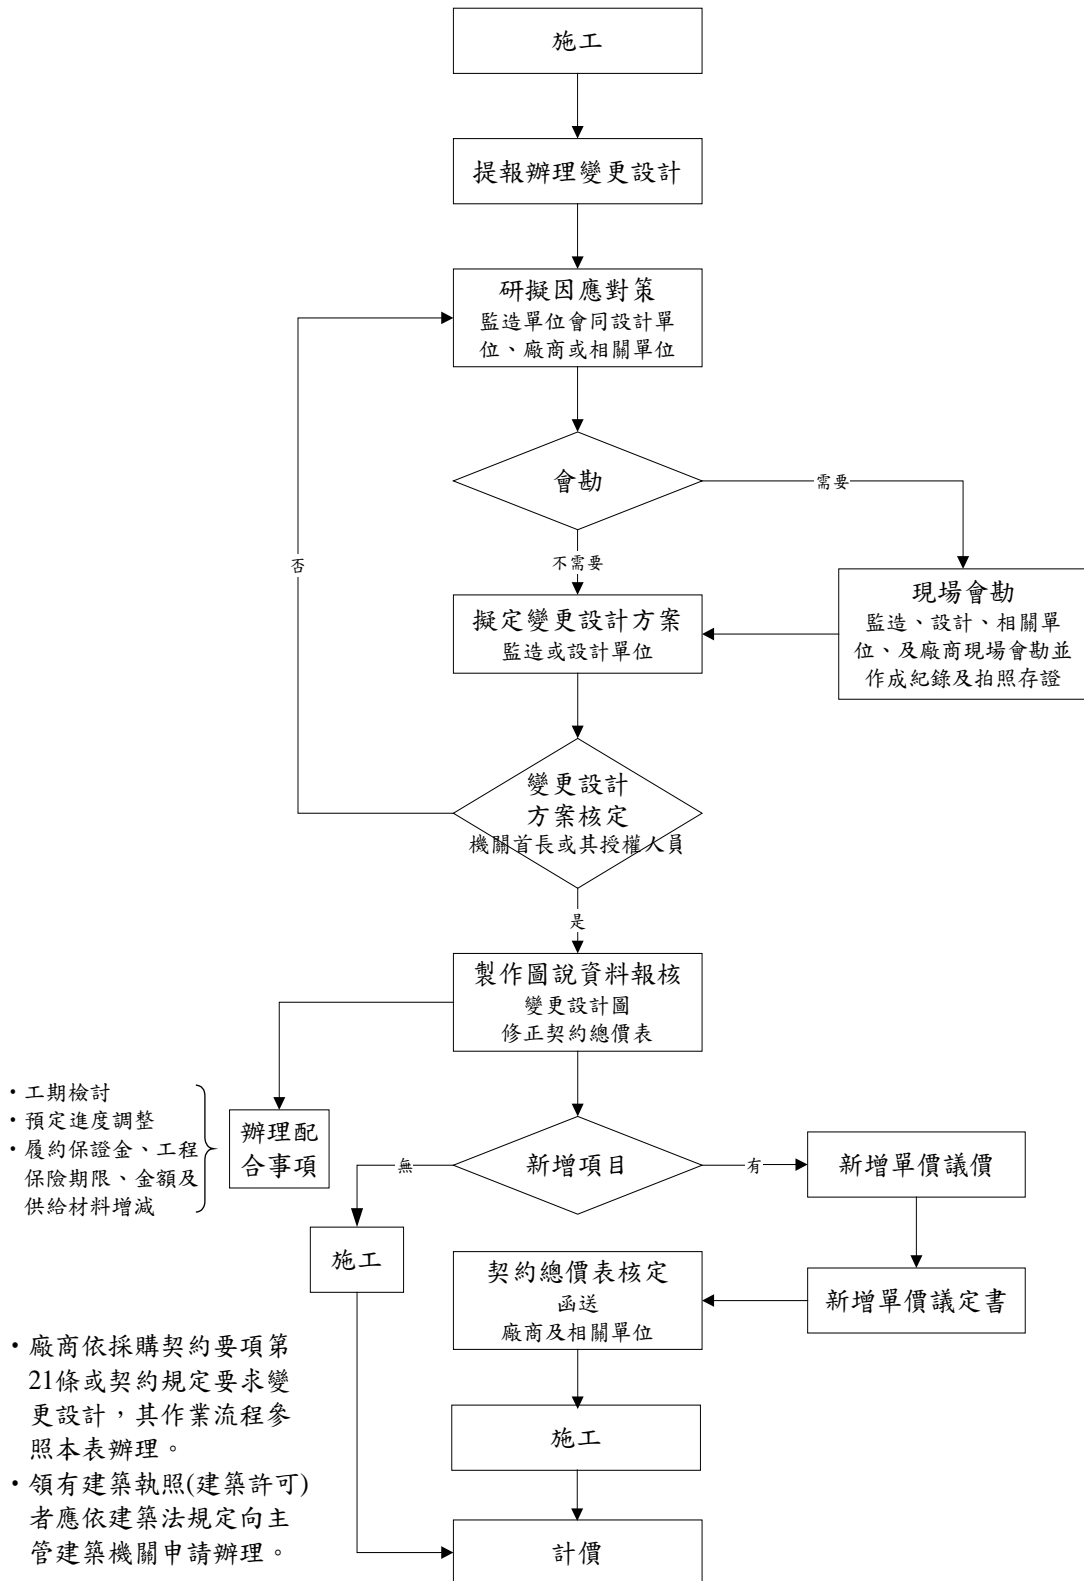 施工
提報辦理變更設計
研擬因應對策
監造單位會同設計單
位、廠商或相關單位
會勘
需要
不需要
否
現場會勘
監造、設計、相關單
位、及廠商現場會勘並
作成紀錄及拍照存證
擬定變更設計方案
監造或設計單位
變更設計
方案核定
機關首長或其授權人員
是
製作圖說資料報核
變更設計圖
修正契約總價表
・工期檢討
・預定進度調整
・履約保證金、工程
保險期限、金額及
供給材料增減
辦理配
合事項
無
新增項目
有
新增單價議價
施工
契約總價表核定
函送
廠商及相關單位
新增單價議定書
・廠商依採購契約要項第
21條或契約規定要求變
更設計，其作業流程參
照本表辦理。
・領有建築執照(建築許可)
者應依建築法規定向主
管建築機關申請辦理。
施工
計價